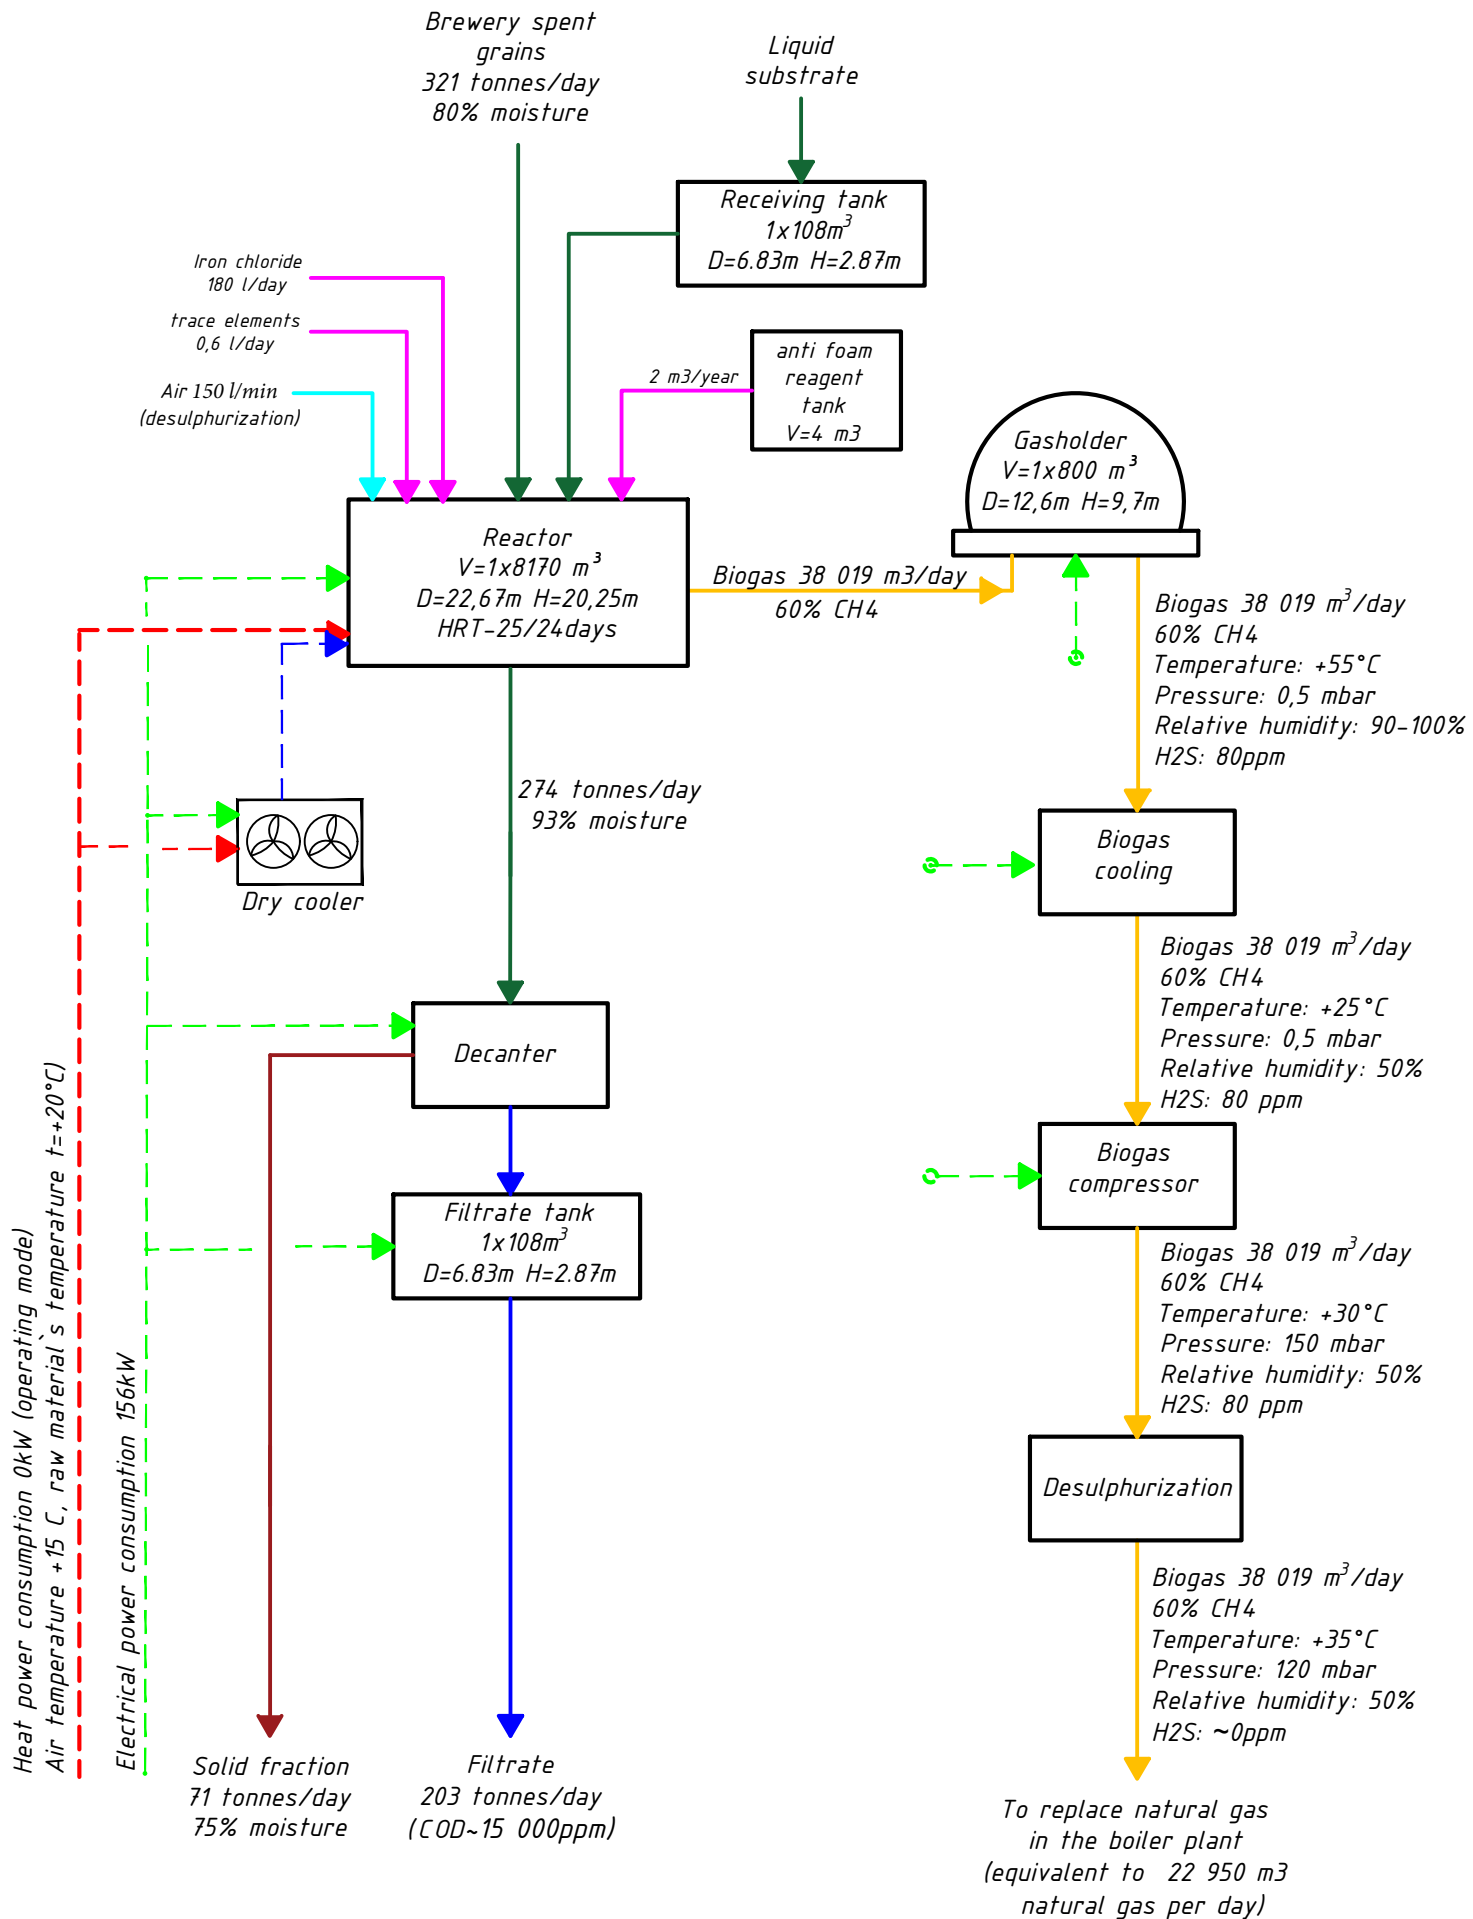 Brewery spent
grains
321 tonnes/day
80% moisture
Liquid
substrate
Receiving tank
1x108m³
D=6.83m H=2.87m
Iron chloride
180 l/day
trace elements
0,6 l/day
Air 150 l/min
(desulphurization)
2 m3/year
anti foam
reagent
tank
V=4 m3
Gasholder
V=1x800 m³
D=12,6m H=9,7m
Reactor
V=1x8170 m³
D=22,67m H=20,25m
HRT-25/24days
Biogas 38 019 m3/day
60% CH4
Biogas 38 019 m³/day
60% CH4
Temperature: +55°C
Pressure: 0,5 mbar
Relative humidity: 90-100%
H2S: 80ppm
274 tonnes/day
93% moisture
Dry cooler
Biogas
cooling
Biogas 38 019 m³/day
60% CH4
Temperature: +25°C
Pressure: 0,5 mbar
Relative humidity: 50%
H2S: 80 ppm
Decanter
Biogas
compressor
Filtrate tank
1x108m³
D=6.83m H=2.87m
Biogas 38 019 m³/day
60% CH4
Temperature: +30°C
Pressure: 150 mbar
Relative humidity: 50%
H2S: 80 ppm
Heat power consumption 0kW (operating mode)
Air temperature +15 C, raw material`s temperature t=+20°C)
Electrical power consumption 156kW
Desulphurization
Biogas 38 019 m³/day
60% CH4
Temperature: +35°C
Pressure: 120 mbar
Relative humidity: 50%
H2S: ~0ppm
Solid fraction
71 tonnes/day
75% moisture
Filtrate
203 tonnes/day
(COD~15 000ppm)
To replace natural gas
in the boiler plant
(equivalent to 22 950 m3
natural gas per day)